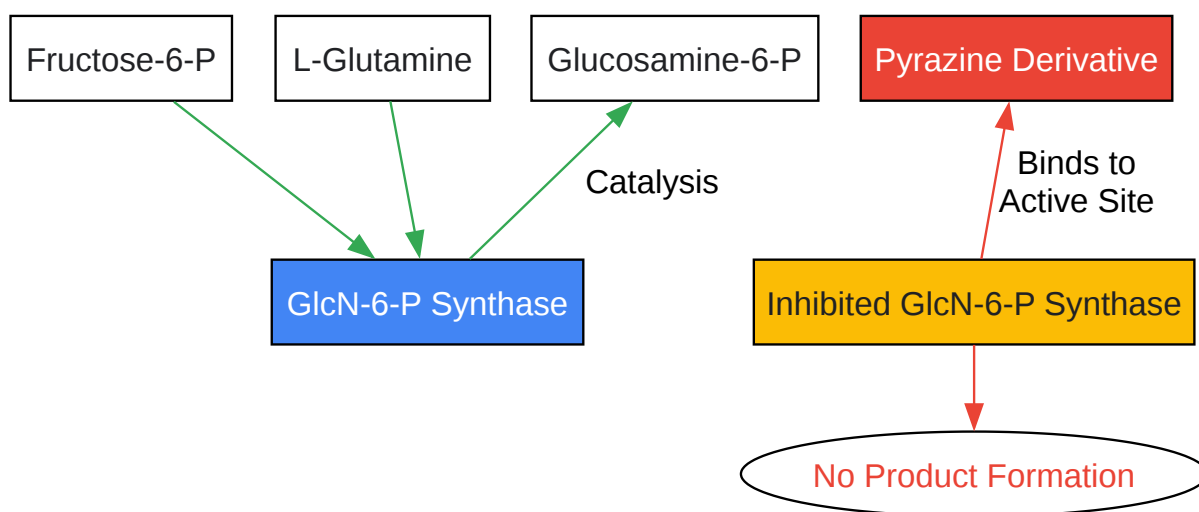 Fructose-6-P
L-Glutamine
Glucosamine-6-P
Pyrazine Derivative
Catalysis
Binds to
Active Site
GlcN-6-P Synthase
Inhibited GlcN-6-P Synthase
No Product Formation